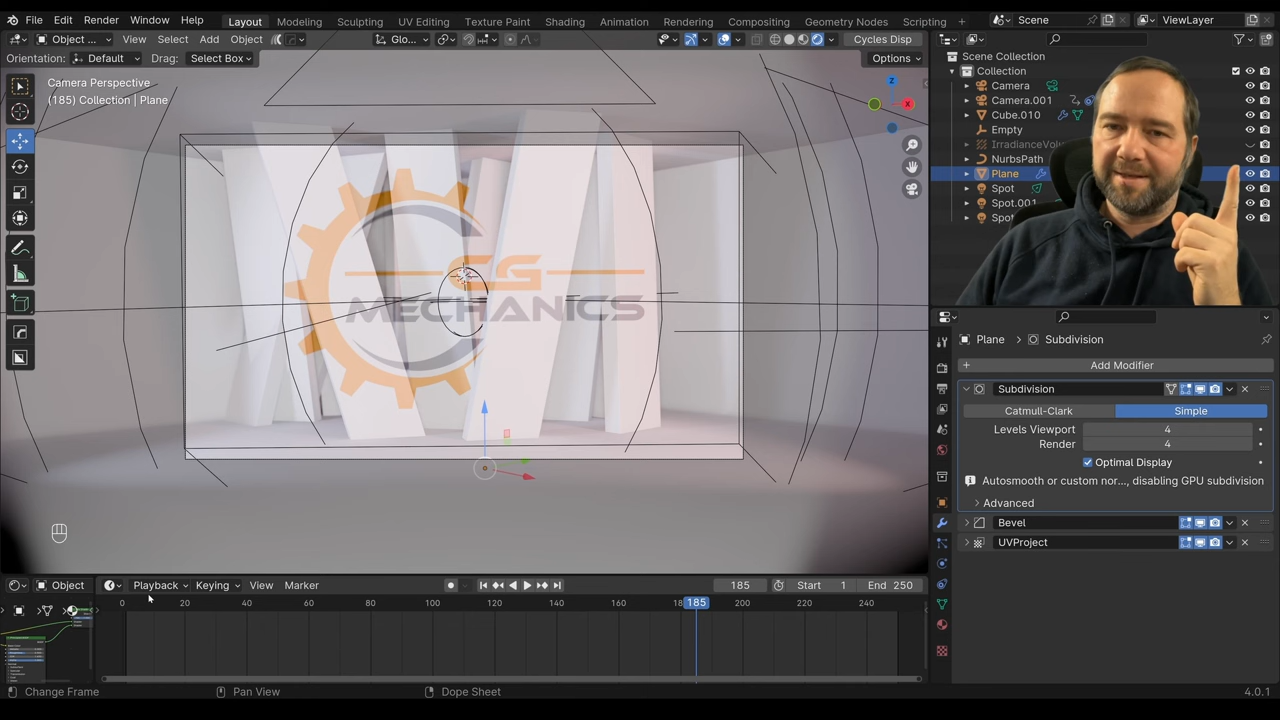 File Edit Render Window Help Layout Modeling Sculpting UV Editing Texture Paint Shading Animation Rendering Compositing Geometry Nodes Scripting + Scene ViewLayer
Object ... View Select Add Object Glo... Cycles Disp
Orientation: Default Drag: Select Box Options
Camera Perspective
(185) Collection | Plane
Z
X
CG
MECHANICS
Scene Collection
Collection
Camera
Camera.001
Cube.010
Empty
IrradianceVolu
NurbsPath
Plane
Spot
Spot.001
Spot
Plane > Subdivision
+ Add Modifier
Subdivision
Catmull-Clark Simple
Levels Viewport 4
Render 4
Optimal Display
Autosmooth or custom nor..., disabling GPU subdivision
Advanced
Bevel
UVProject
Object Playback Keying View Marker 185 Start 1 End 250
0 20 40 60 80 100 120 140 160 18 185 200 220 240
Change Frame Pan View Dope Sheet 4.0.1